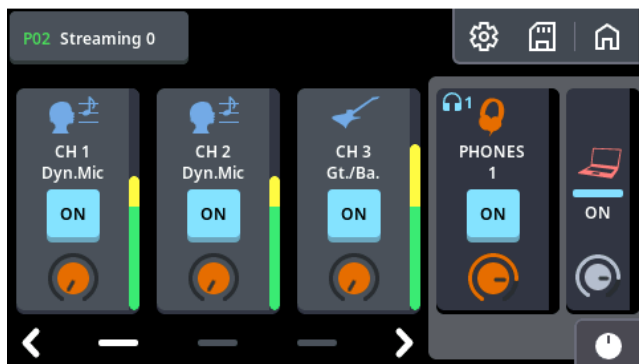 P02 Streaming 0
CH 1
Dyn.Mic
ON
CH 2
Dyn.Mic
ON
CH 3
Gt./Ba.
ON
1
PHONES
1
ON
ON